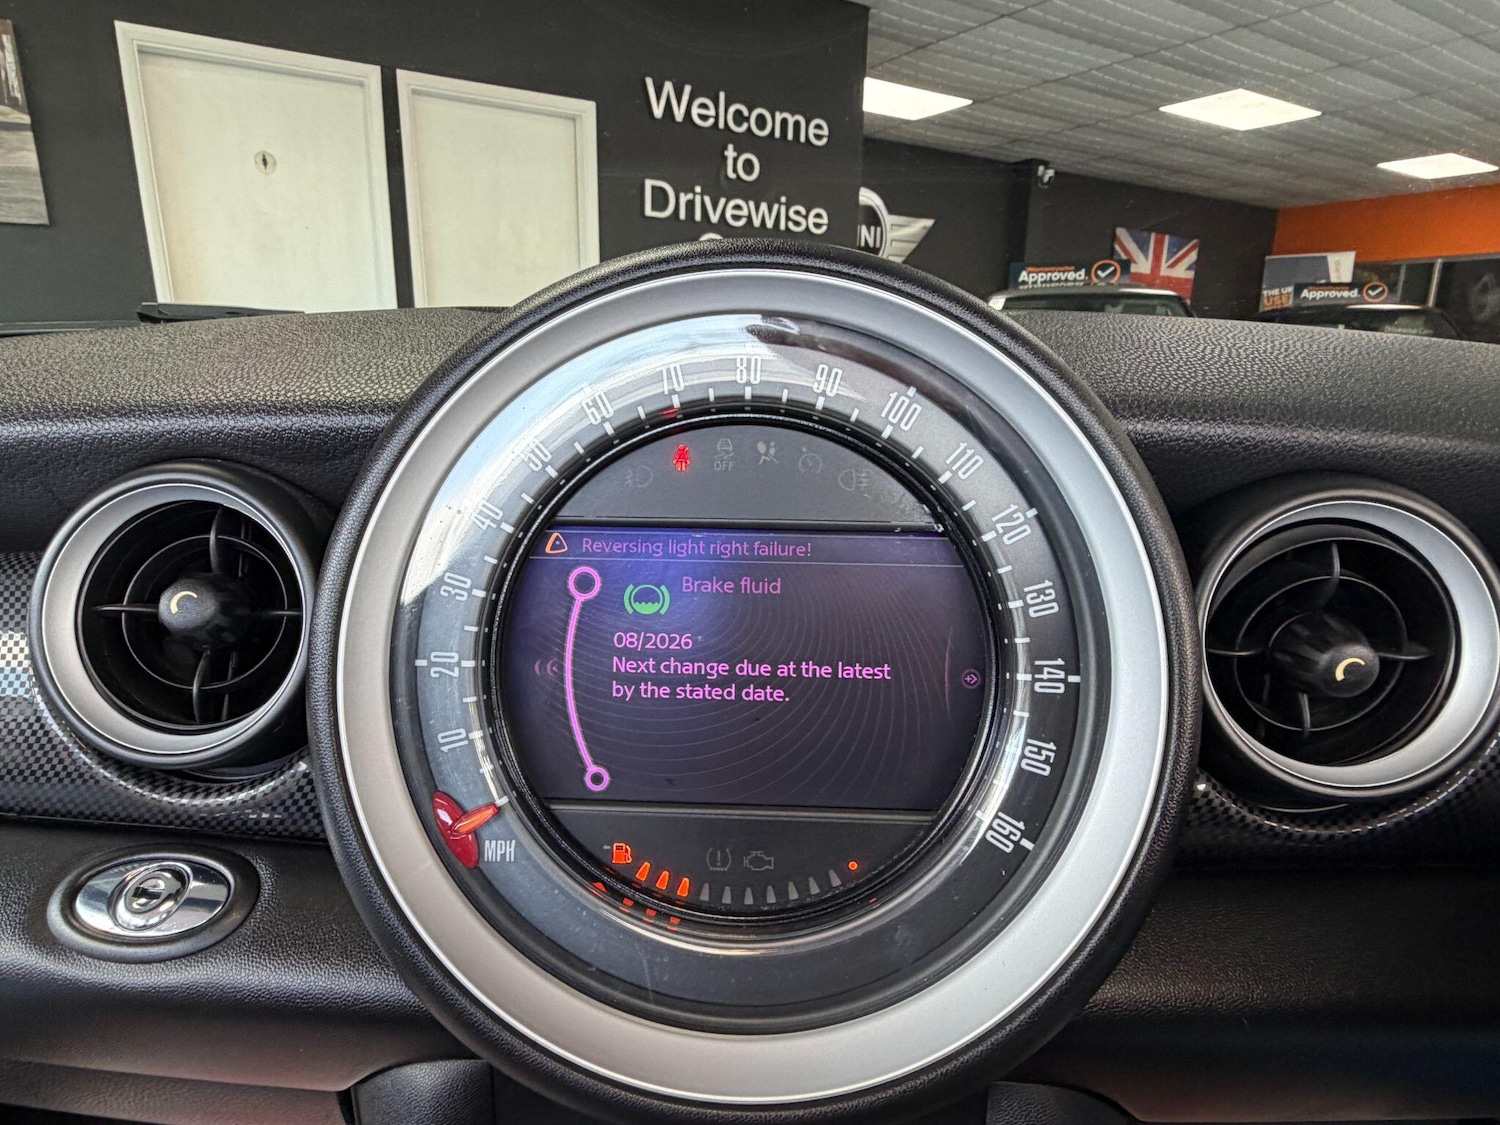 Welcome
to
Drivewise
Approved.
Approved.
10
20
30
40
50
60
70
80
90
100
110
120
130
140
150
160
MPH
OFF
Reversing light right failure!
Brake fluid
08/2026
Next change due at the latest
by the stated date.